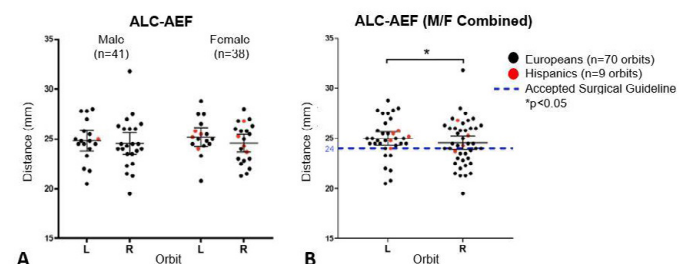 ALC-AEF
Male
(n=41)
Female
(n=38)
35
30
25
20
15
Distance (mm)
L
R
L
R
Orbit
A
ALC-AEF (M/F Combined)
35
30
25
24
20
15
Distance (mm)
*
L
R
Orbit
B
Europeans (n=70 orbits)
Hispanics (n=9 orbits)
Accepted Surgical Guideline
*p<0.05